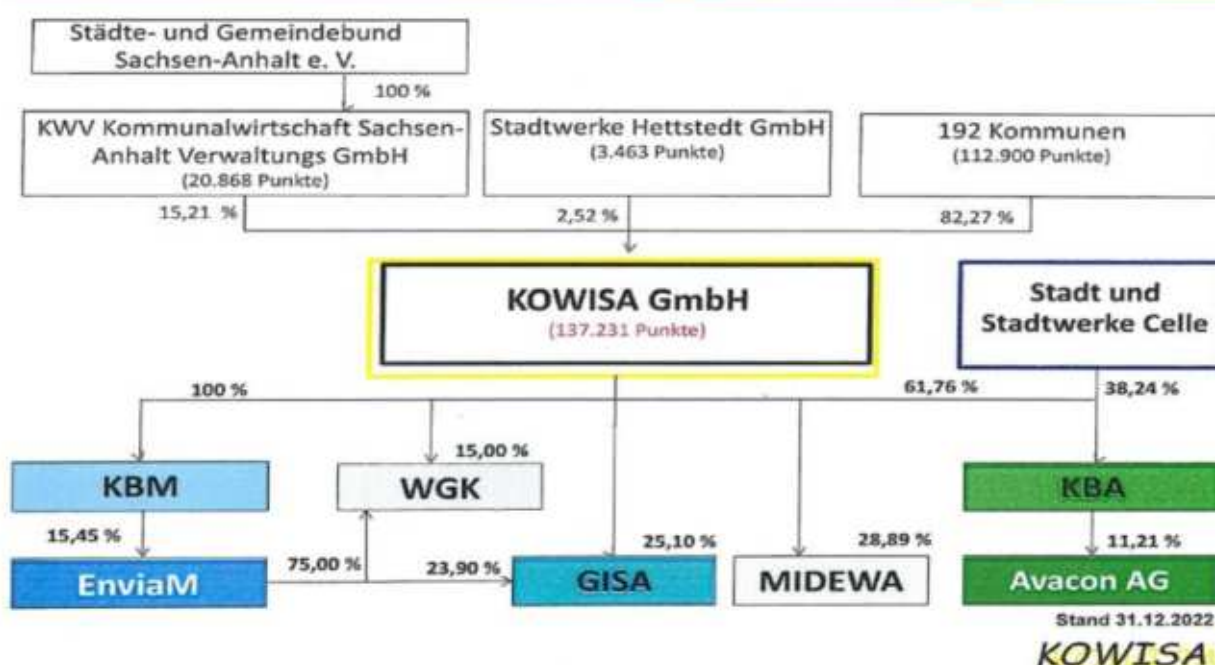 Städte- und Gemeindebund
Sachsen-Anhalt e. V.
100 %
KWV Kommunalwirtschaft Sachsen-
Anhalt Verwaltungs GmbH
(20.868 Punkte)
Stadtwerke Hettstedt GmbH
(3.463 Punkte)
192 Kommunen
(112.900 Punkte)
15,21 %
2,52 %
82,27 %
KOWISA GmbH
(137.231 Punkte)
Stadt und
Stadtwerke Celle
100 %
61,76 %
38,24 %
15,00 %
KBM
WGK
KBA
15,45 %
75,00 %
23,90 %
25,10 %
28,89 %
11,21 %
EnviaM
GISA
MIDEWA
Avacon AG
Stand 31.12.2022
KOWISA